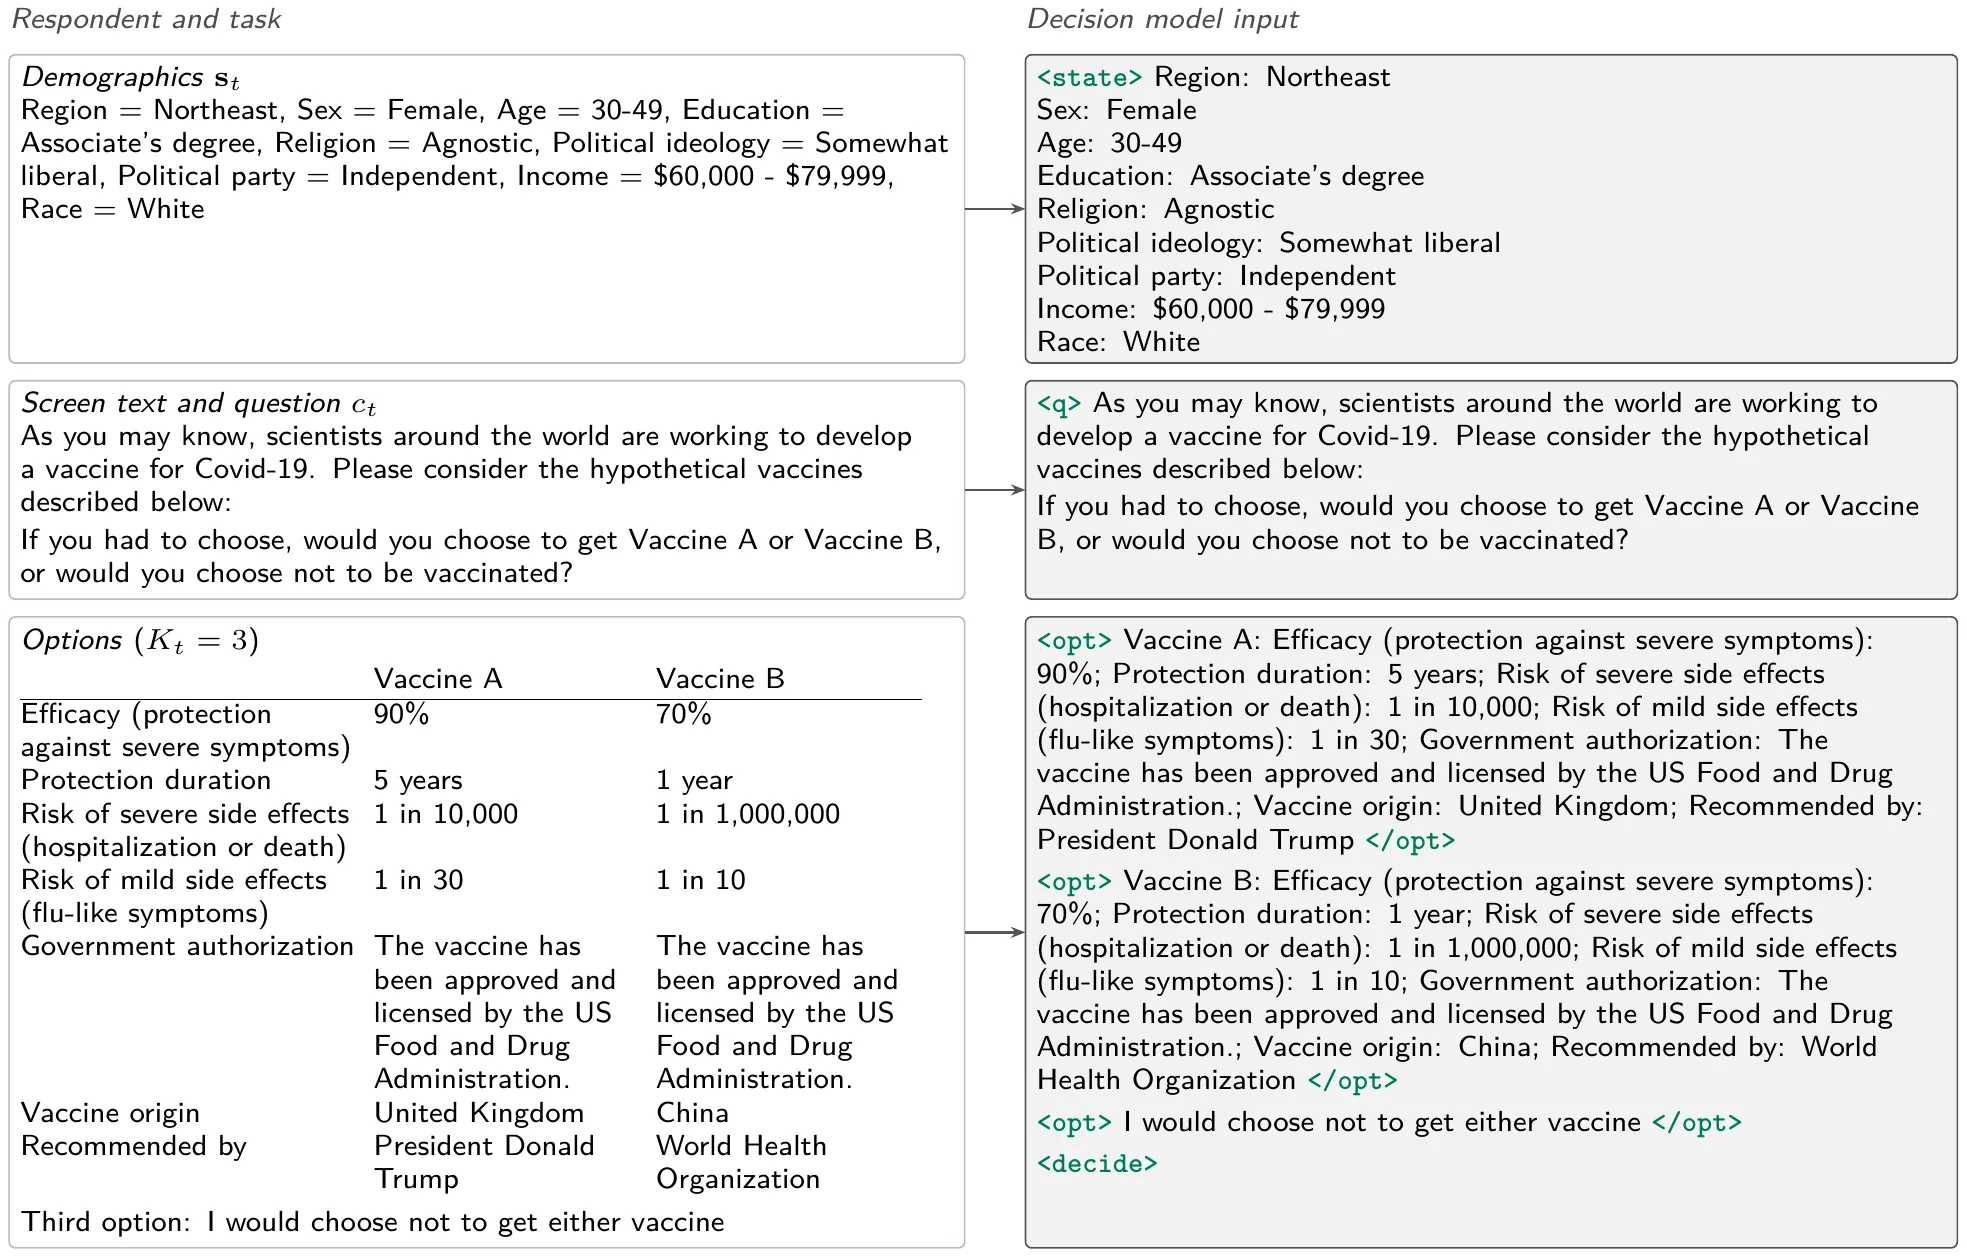 Respondent and task
Demographics s_t
Region = Northeast, Sex = Female, Age = 30-49, Education =
Associate's degree, Religion = Agnostic, Political ideology = Somewhat
liberal, Political party = Independent, Income = $60,000 - $79,999,
Race = White
Screen text and question c_t
As you may know, scientists around the world are working to develop
a vaccine for Covid-19. Please consider the hypothetical vaccines
described below:
If you had to choose, would you choose to get Vaccine A or Vaccine B,
or would you choose not to be vaccinated?
Options (K_t = 3)
Vaccine A Vaccine B
Efficacy (protection 90% 70%
against severe symptoms)
Protection duration 5 years 1 year
Risk of severe side effects 1 in 10,000 1 in 1,000,000
(hospitalization or death)
Risk of mild side effects 1 in 30 1 in 10
(flu-like symptoms)
Government authorization The vaccine has The vaccine has
been approved and been approved and
licensed by the US licensed by the US
Food and Drug Food and Drug
Administration. Administration.
Vaccine origin United Kingdom China
Recommended by President Donald World Health
Trump Organization
Third option: I would choose not to get either vaccine
Decision model input
<state> Region: Northeast
Sex: Female
Age: 30-49
Education: Associate's degree
Religion: Agnostic
Political ideology: Somewhat liberal
Political party: Independent
Income: $60,000 - $79,999
Race: White
<q> As you may know, scientists around the world are working to
develop a vaccine for Covid-19. Please consider the hypothetical
vaccines described below:
If you had to choose, would you choose to get Vaccine A or Vaccine
B, or would you choose not to be vaccinated?
<opt> Vaccine A: Efficacy (protection against severe symptoms):
90%; Protection duration: 5 years; Risk of severe side effects
(hospitalization or death): 1 in 10,000; Risk of mild side effects
(flu-like symptoms): 1 in 30; Government authorization: The
vaccine has been approved and licensed by the US Food and Drug
Administration.; Vaccine origin: United Kingdom; Recommended by:
President Donald Trump </opt>
<opt> Vaccine B: Efficacy (protection against severe symptoms):
70%; Protection duration: 1 year; Risk of severe side effects
(hospitalization or death): 1 in 1,000,000; Risk of mild side effects
(flu-like symptoms): 1 in 10; Government authorization: The
vaccine has been approved and licensed by the US Food and Drug
Administration.; Vaccine origin: China; Recommended by: World
Health Organization </opt>
<opt> I would choose not to get either vaccine </opt>
<decide>